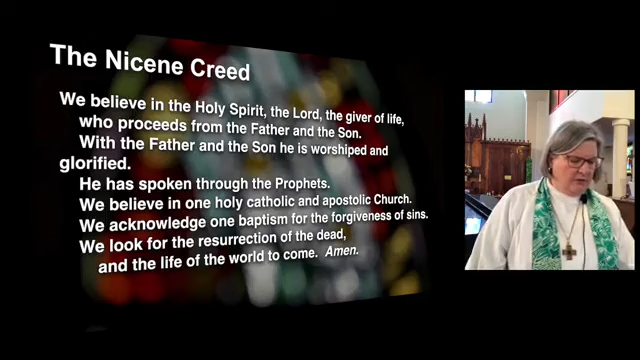 The Nicene Creed
We believe in the Holy Spirit, the Lord, the giver of life,
who proceeds from the Father and the Son.
With the Father and the Son he is worshiped and
glorified.
He has spoken through the Prophets.
We believe in one holy catholic and apostolic Church.
We acknowledge one baptism for the forgiveness of sins.
We look for the resurrection of the dead,
and the life of the world to come. Amen.